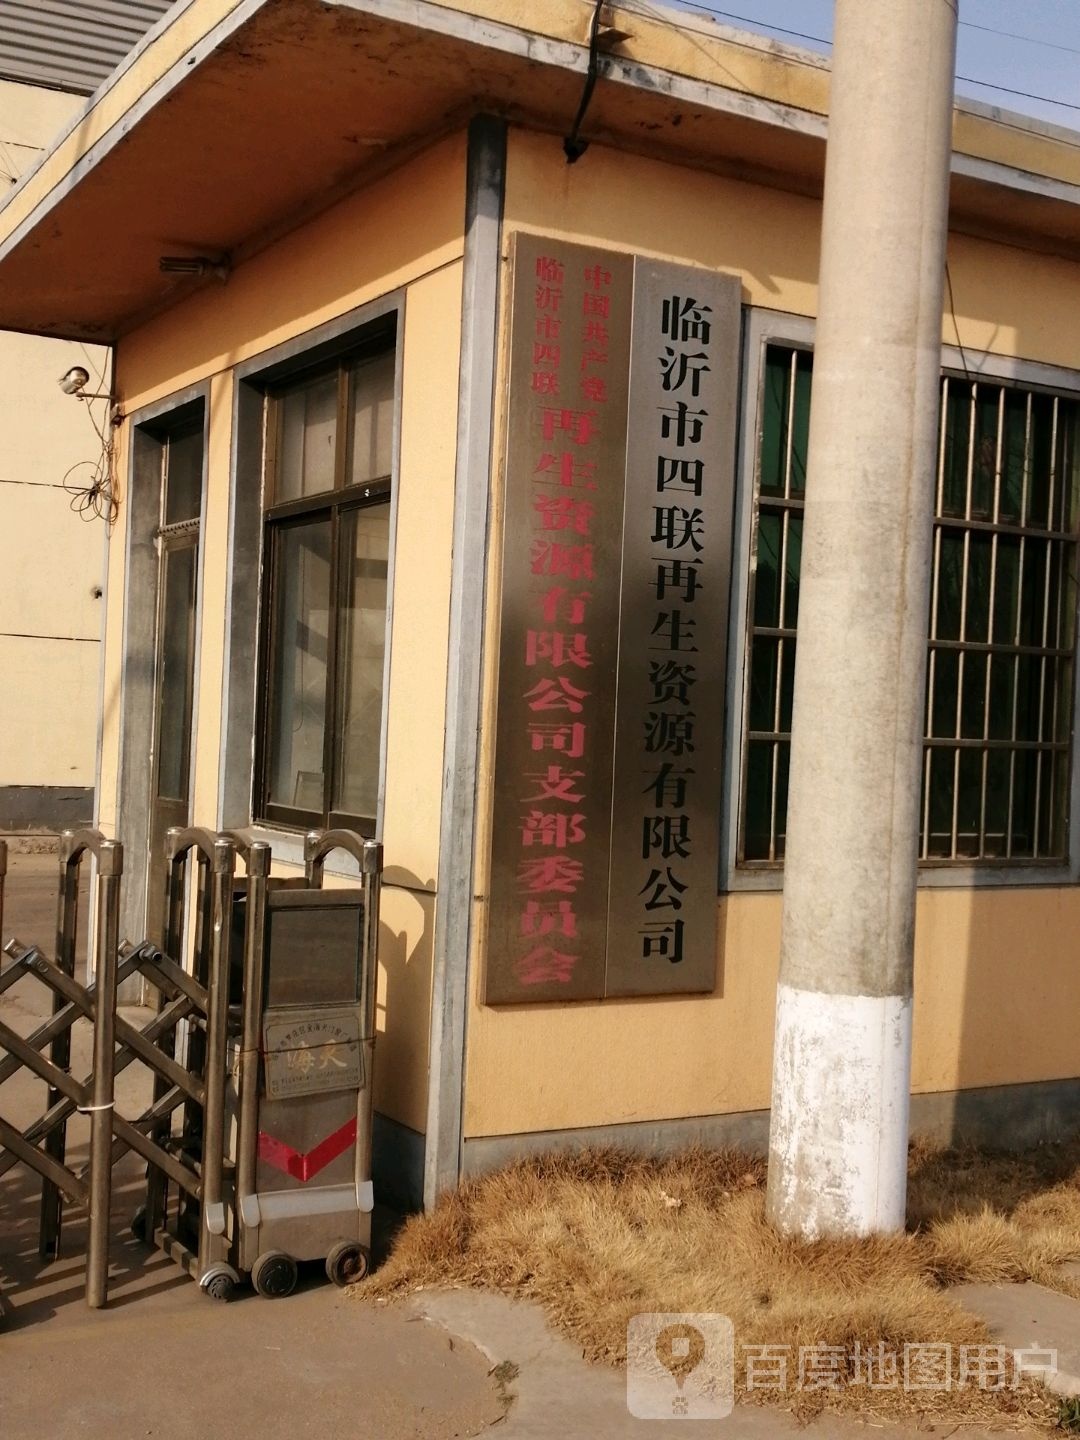 中国共产党
临沂市四联
再生资源有限公司支部委员会
临沂市四联再生资源有限公司
海天
百度地图用户